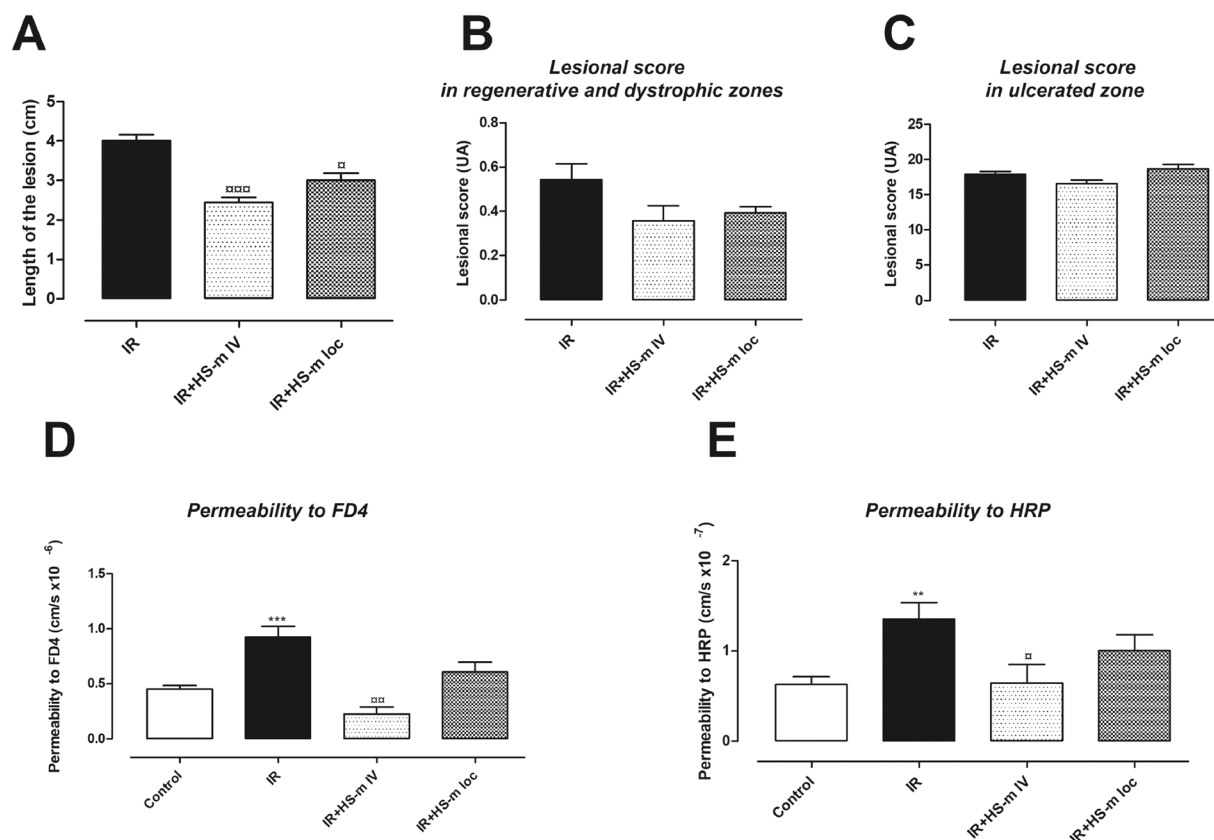 A
Length of the lesion (cm)
5
4
3
2
1
0
¤¤¤
¤
IR
IR+HS-m IV
IR+HS-m loc
B
Lesional score
in regenerative and dystrophic zones
Lesional score (UA)
0.8
0.6
0.4
0.2
0.0
IR
IR+HS-m IV
IR+HS-m loc
C
Lesional score
in ulcerated zone
Lesional score (UA)
25
20
15
10
5
0
IR
IR+HS-m IV
IR+HS-m loc
D
Permeability to FD4
Permeability to FD4 (cm/s x10 -6)
1.5
1.0
0.5
0.0
***
¤¤
Control
IR
IR+HS-m IV
IR+HS-m loc
E
Permeability to HRP
Permeability to HRP (cm/s x10 -7)
2
1
0
**
¤
Control
IR
IR+HS-m IV
IR+HS-m loc